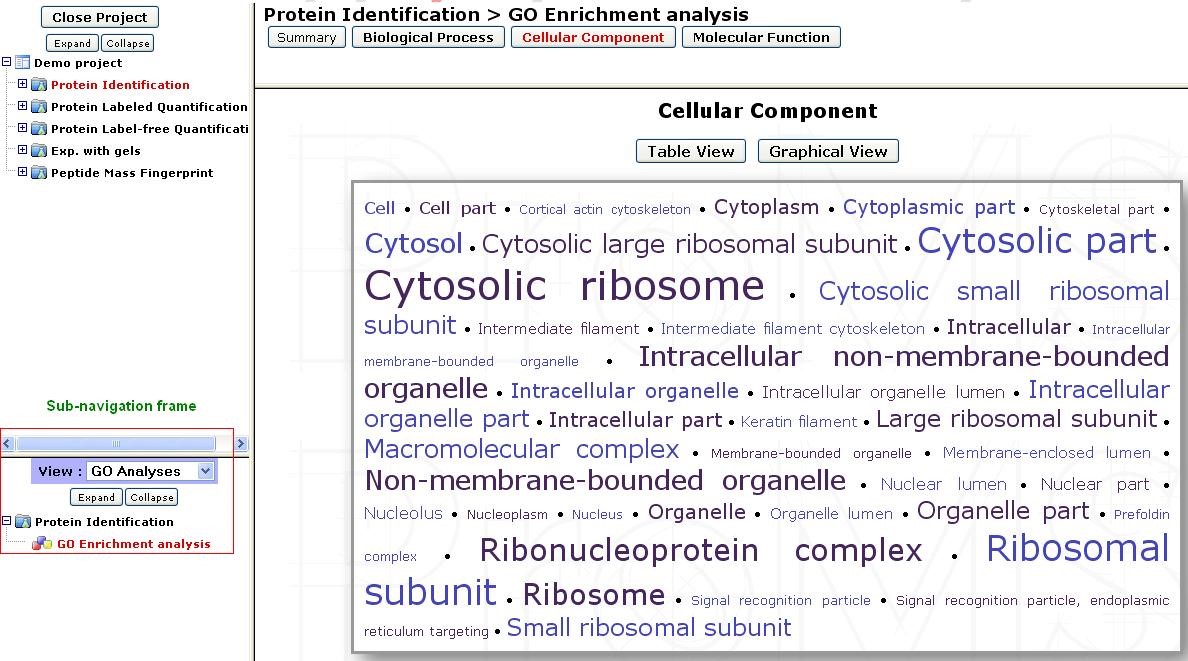 Close Project
Expand Collapse
Demo project
Protein Identification
Protein Labeled Quantification
Protein Label-free Quantificati
Exp. with gels
Peptide Mass Fingerprint
Sub-navigation frame
View : GO Analyses
Expand Collapse
Protein Identification
GO Enrichment analysis
Protein Identification > GO Enrichment analysis
Summary Biological Process Cellular Component Molecular Function
Cellular Component
Table View Graphical View
Cell • Cell part • Cortical actin cytoskeleton • Cytoplasm • Cytoplasmic part • Cytoskeletal part •
Cytosol • Cytosolic large ribosomal subunit • Cytosolic part •
Cytosolic ribosome • Cytosolic small ribosomal
subunit • Intermediate filament • Intermediate filament cytoskeleton • Intracellular • Intracellular
membrane-bounded organelle • Intracellular non-membrane-bounded
organelle • Intracellular organelle • Intracellular organelle lumen • Intracellular
organelle part • Intracellular part • Keratin filament • Large ribosomal subunit •
Macromolecular complex • Membrane-bounded organelle • Membrane-enclosed lumen •
Non-membrane-bounded organelle • Nuclear lumen • Nuclear part •
Nucleolus • Nucleoplasm • Nucleus • Organelle • Organelle lumen • Organelle part • Prefoldin
complex • Ribonucleoprotein complex • Ribosomal
subunit • Ribosome • Signal recognition particle • Signal recognition particle, endoplasmic
reticulum targeting • Small ribosomal subunit